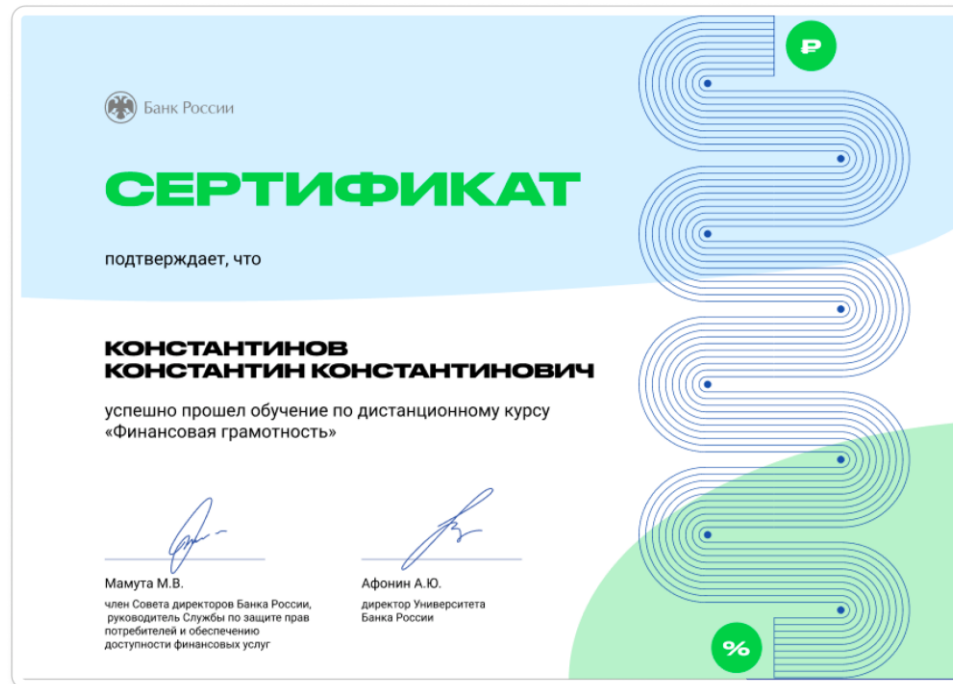 ₽
Банк России
СЕРТИФИКАТ
подтверждает, что
КОНСТАНТИНОВ
КОНСТАНТИН КОНСТАНТИНОВИЧ
успешно прошел обучение по дистанционному курсу
«Финансовая грамотность»
Мамута М.В.
член Совета директоров Банка России,
руководитель Службы по защите прав
потребителей и обеспечению
доступности финансовых услуг
Афонин А.Ю.
директор Университета
Банка России
%